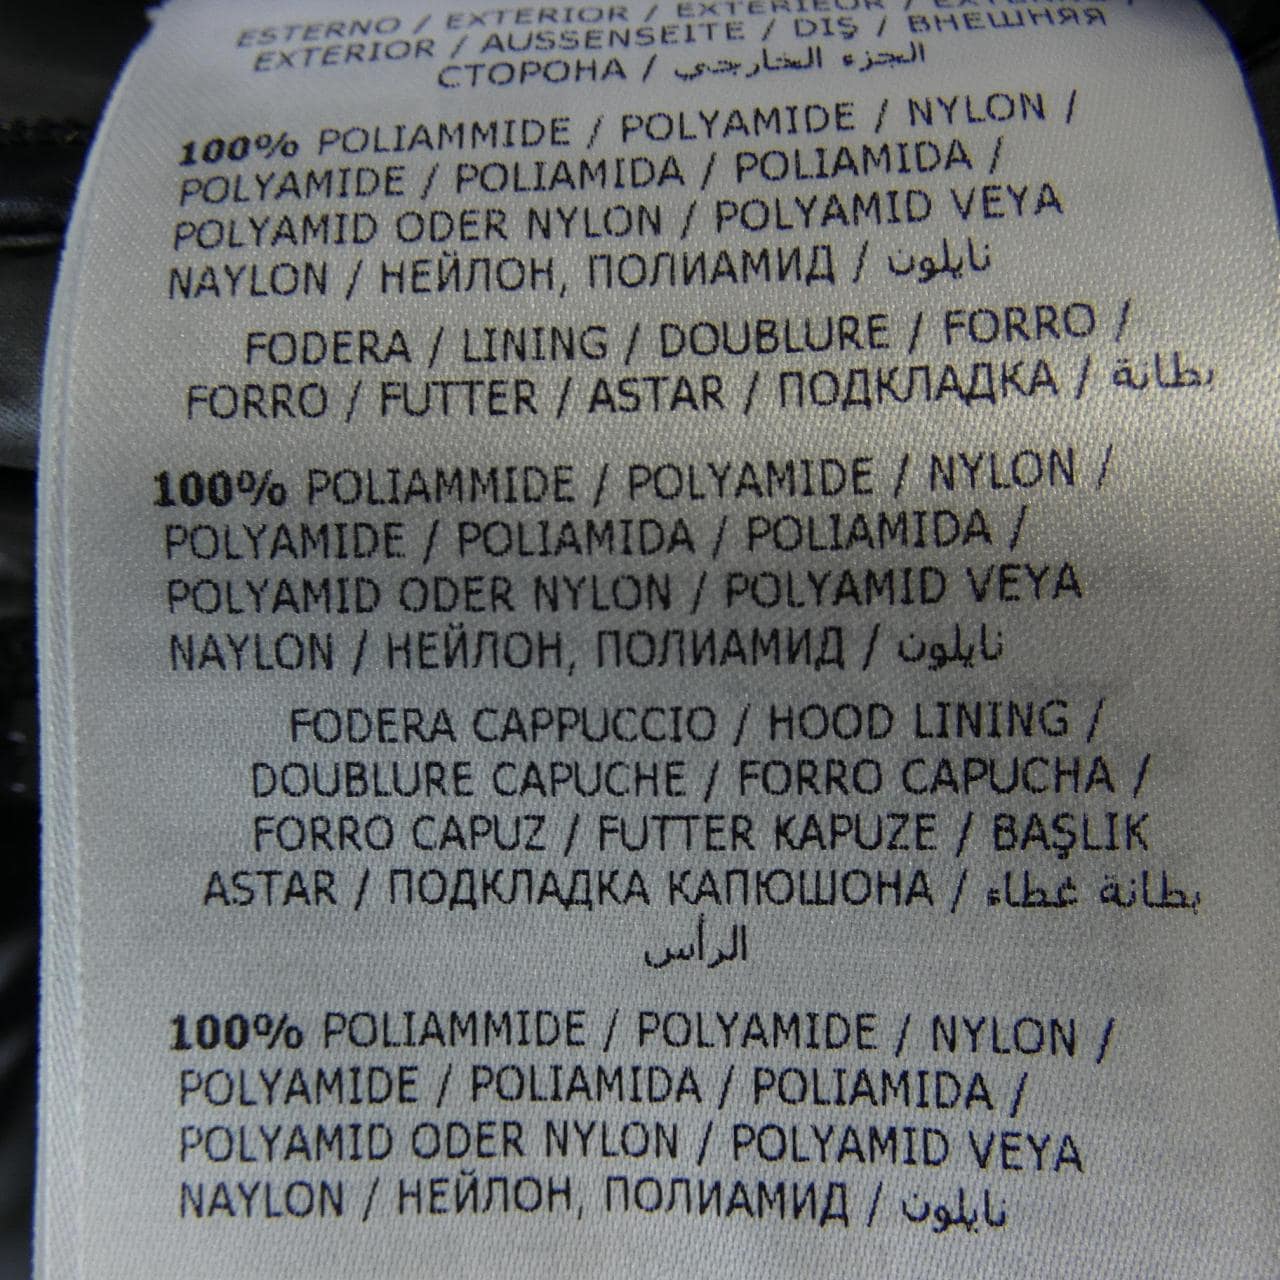 ESTERNO / EXTERIOR / EXTERIEUR /
EXTERIOR / AUSSENSEITE / DIŞ / ВНЕШНЯЯ
СТОРОНА / الجزء الخارجي
100% POLIAMMIDE / POLYAMIDE / NYLON /
POLYAMIDE / POLIAMIDA / POLIAMIDA /
POLYAMID ODER NYLON / POLYAMID VEYA
NAYLON / НЕЙЛОН, ПОЛИАМИД / نايلون
FODERA / LINING / DOUBLURE / FORRO /
FORRO / FUTTER / ASTAR / ПОДКЛАДКА / بطانة
100% POLIAMMIDE / POLYAMIDE / NYLON /
POLYAMIDE / POLIAMIDA / POLIAMIDA /
POLYAMID ODER NYLON / POLYAMID VEYA
NAYLON / НЕЙЛОН, ПОЛИАМИД / نايلون
FODERA CAPPUCCIO / HOOD LINING /
DOUBLURE CAPUCHE / FORRO CAPUCHA /
FORRO CAPUZ / FUTTER KAPUZE / BAŞLIK
ASTAR / ПОДКЛАДКА КАПЮШОНА / بطانة غطاء
الرأس
100% POLIAMMIDE / POLYAMIDE / NYLON /
POLYAMIDE / POLIAMIDA / POLIAMIDA /
POLYAMID ODER NYLON / POLYAMID VEYA
NAYLON / НЕЙЛОН, ПОЛИАМИД / نايلون